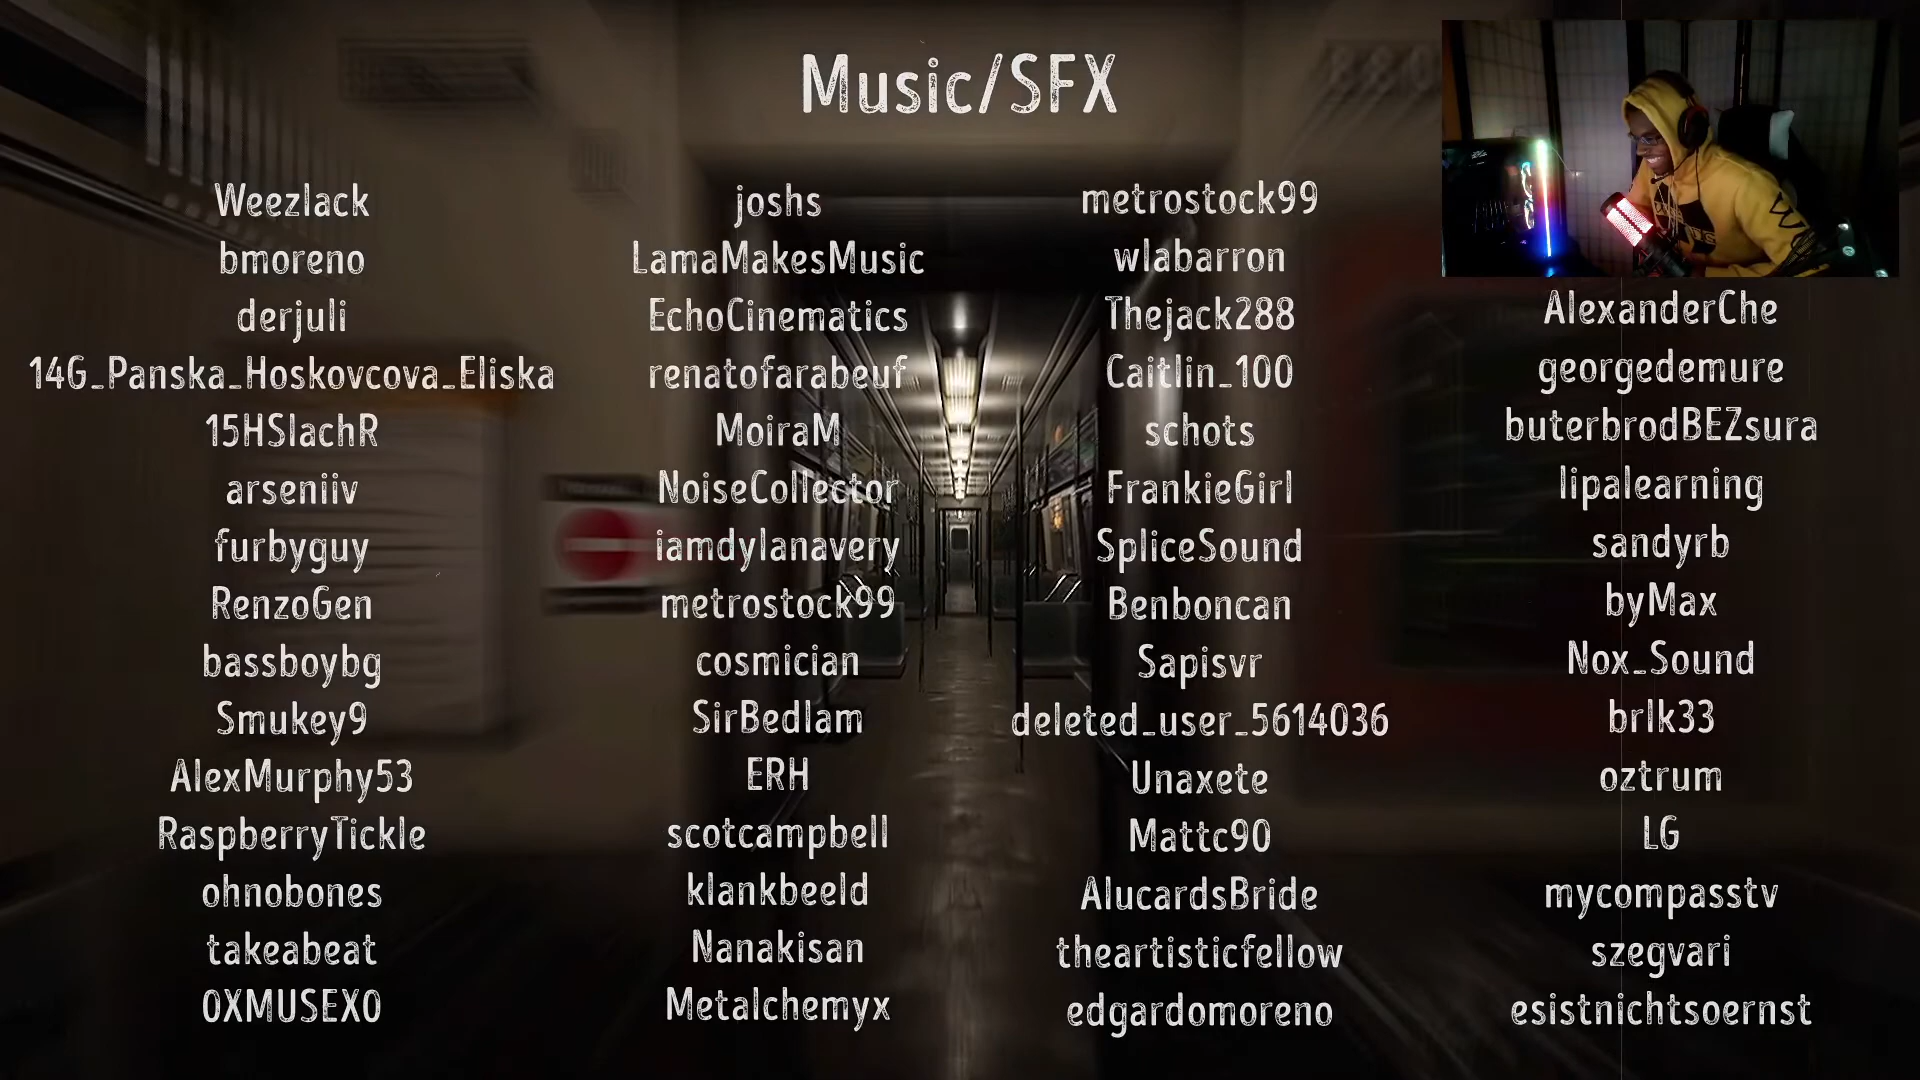 Music/SFX
Weezlack
bmoreno
derjuli
14G_Panska_Hoskovcova_Eliska
15HSlachR
arseniiv
furbyguy
RenzoGen
bassboybg
Smukey9
AlexMurphy53
RaspberryTickle
ohnobones
takeabeat
0XMUSEX0
joshs
LamaMakesMusic
EchoCinematics
renatofarabeuf
MoiraM
NoiseCollector
iamdylanavery
metrostock99
cosmician
SirBedlam
ERH
scotcampbell
klankbeeld
Nanakisan
Metalchemyx
metrostock99
wlabarron
Thejack288
Caitlin_100
schots
FrankieGirl
SpliceSound
Benboncan
Sapisvr
deleted_user_5614036
Unaxete
Mattc90
AlucardsBride
theartisticfellow
edgardomoreno
AlexanderChe
georgedemure
buterbrodBEZsura
lipalearning
sandyrb
byMax
Nox_Sound
brlk33
oztrum
LG
mycompasstv
szegvari
esistnichtsoernst